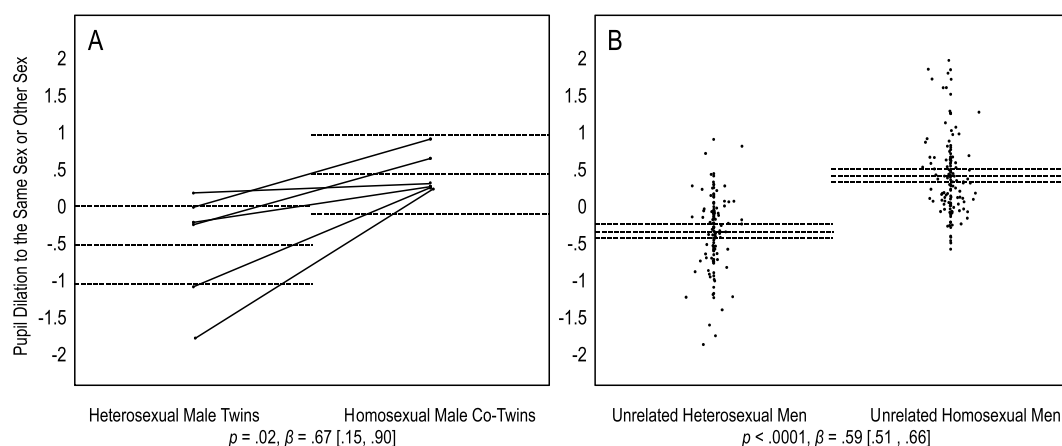 A
B
Pupil Dilation to the Same Sex or Other Sex
2
1.5
1
.5
0
-.5
-1
-1.5
-2
2
1.5
1
.5
0
-.5
-1
-1.5
-2
Heterosexual Male Twins Homosexual Male Co-Twins
p = .02, β = .67 [.15, .90]
Unrelated Heterosexual Men Unrelated Homosexual Men
p < .0001, β = .59 [.51 , .66]